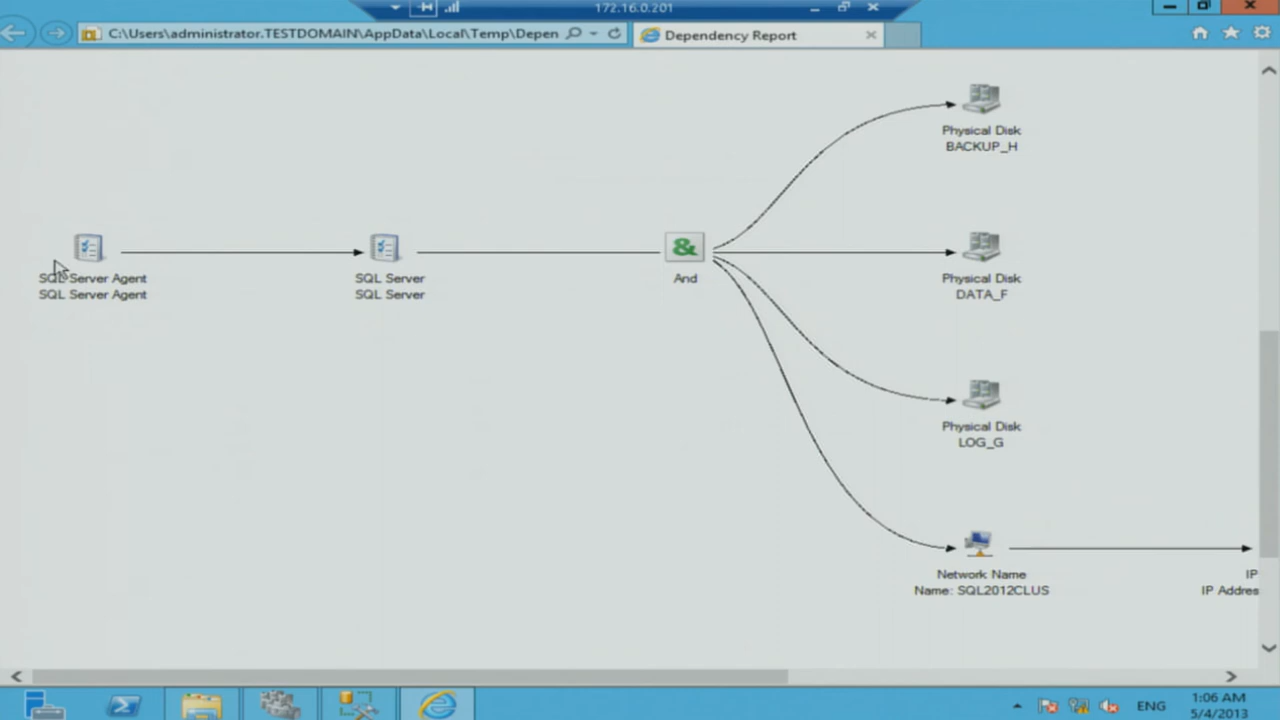 172.16.0.201
C:\Users\administrator.TESTDOMAIN\AppData\Local\Temp\Depen
Dependency Report
Physical Disk
BACKUP_H
SQL Server Agent
SQL Server Agent
SQL Server
SQL Server
&
And
Physical Disk
DATA_F
Physical Disk
LOG_G
Network Name
Name: SQL2012CLUS
IP
IP Addres
ENG
1:06 AM
5/4/2013